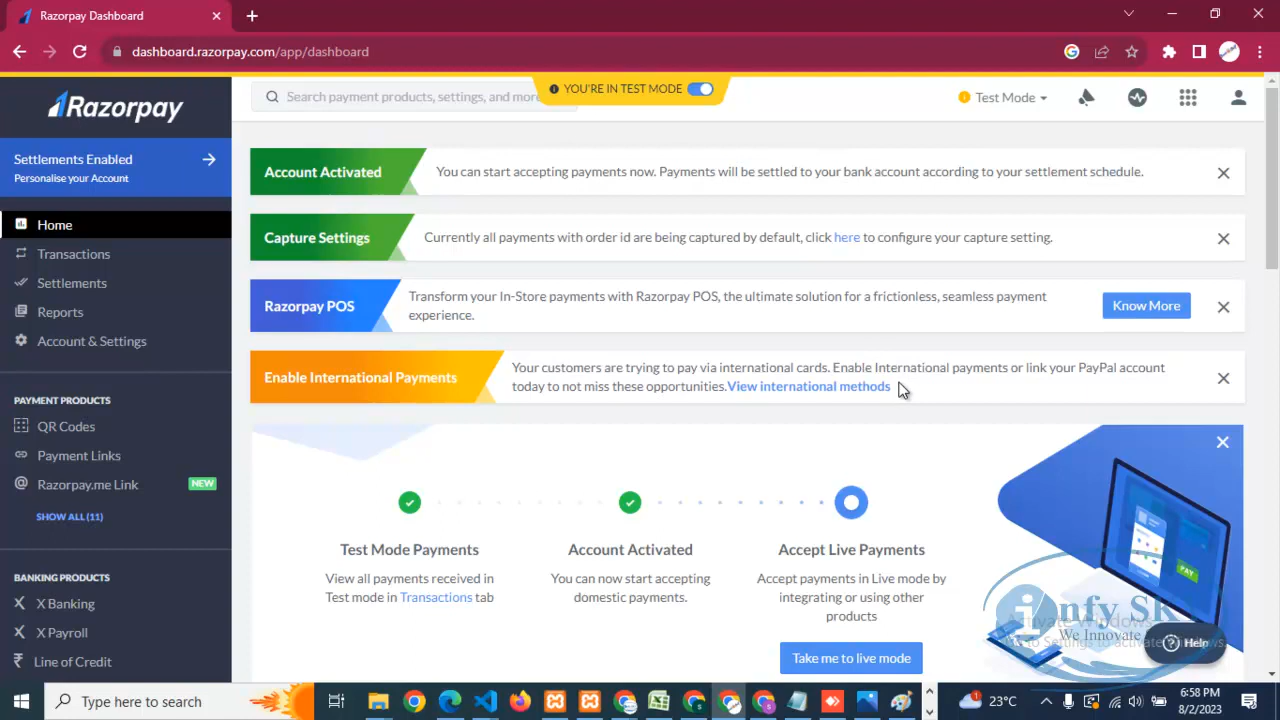 Razorpay Dashboard
dashboard.razorpay.com/app/dashboard
Razorpay
Search payment products, settings, and more
YOU'RE IN TEST MODE
Test Mode
Settlements Enabled
Personalise your Account
Home
Transactions
Settlements
Reports
Account & Settings
PAYMENT PRODUCTS
QR Codes
Payment Links
Razorpay.me Link
NEW
SHOW ALL (11)
BANKING PRODUCTS
X Banking
X Payroll
Line of Credit
Account Activated
You can start accepting payments now. Payments will be settled to your bank account according to your settlement schedule.
Capture Settings
Currently all payments with order id are being captured by default, click here to configure your capture setting.
Razorpay POS
Transform your In-Store payments with Razorpay POS, the ultimate solution for a frictionless, seamless payment
experience.
Know More
Enable International Payments
Your customers are trying to pay via international cards. Enable International payments or link your PayPal account
today to not miss these opportunities.View international methods
Test Mode Payments
View all payments received in
Test mode in Transactions tab
Account Activated
You can now start accepting
domestic payments.
Accept Live Payments
Accept payments in Live mode by
integrating or using other
products
Take me to live mode
PAY
infy SK
We Innovate
Activate Windows
to Settings to activate Windows.
Help
Type here to search
23°C
6:58 PM
8/2/2023